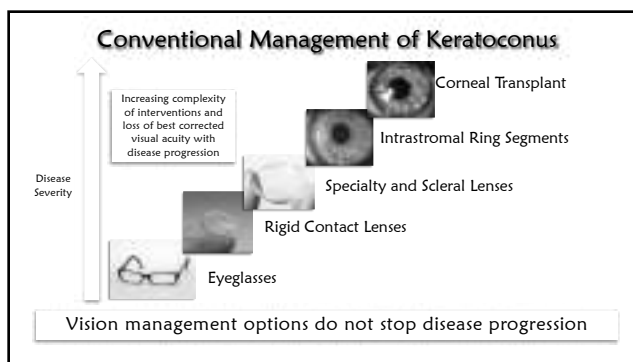 Conventional Management of Keratoconus
Corneal Transplant
Increasing complexity
of interventions and
loss of best corrected
visual acuity with
disease progression
Intrastromal Ring Segments
Disease
Severity
Specialty and Scleral Lenses
Rigid Contact Lenses
Eyeglasses
Vision management options do not stop disease progression